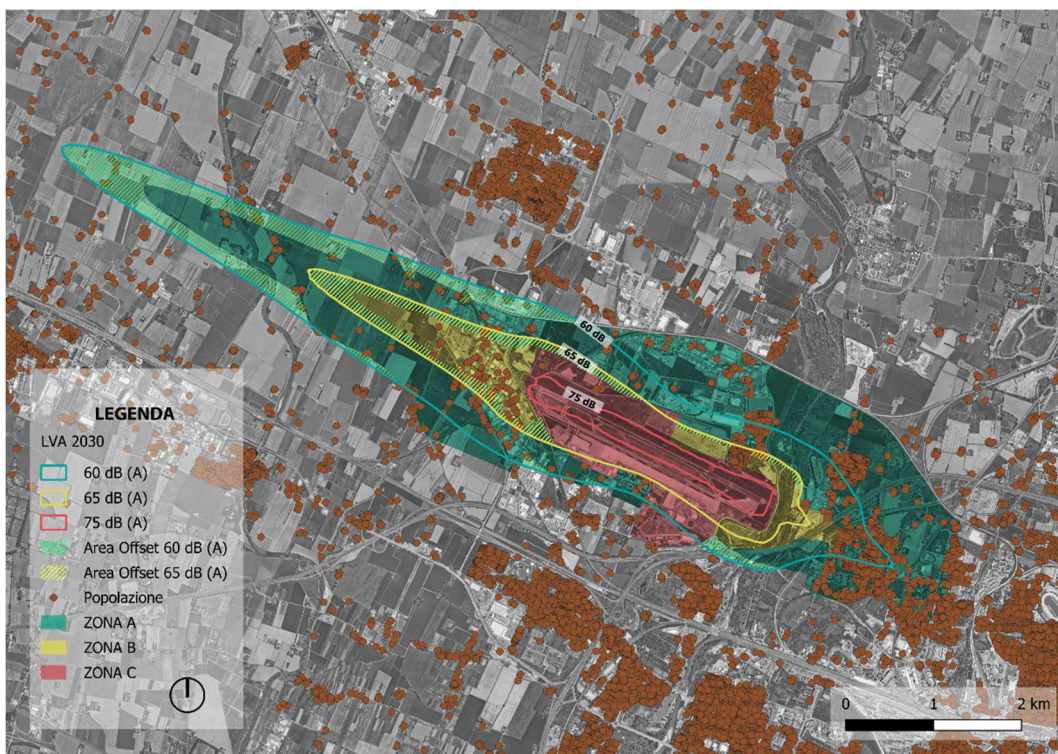 60 dB
65 dB
75 dB
LEGENDA
LVA 2030
60 dB (A)
65 dB (A)
75 dB (A)
Area Offset 60 dB (A)
Area Offset 65 dB (A)
Popolazione
ZONA A
ZONA B
ZONA C
0 1 2 km